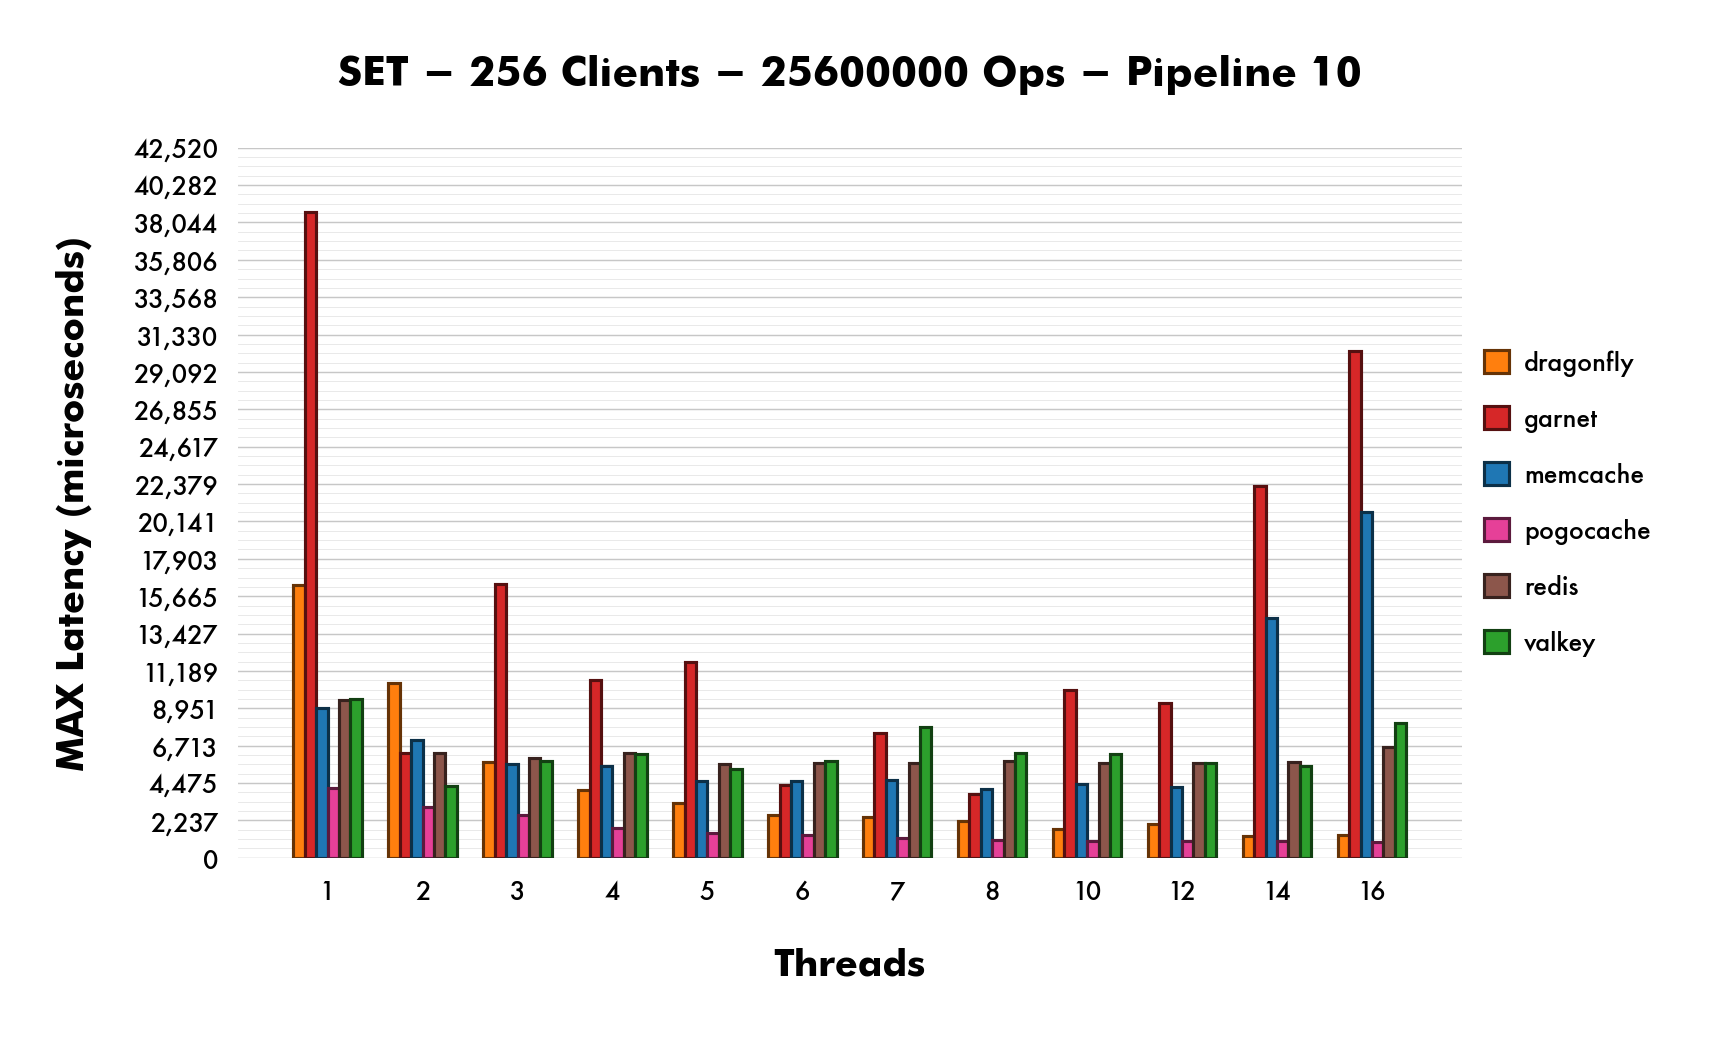 SET – 256 Clients – 25600000 Ops – Pipeline 10
MAX Latency (microseconds)
42,520
40,282
38,044
35,806
33,568
31,330
29,092
26,855
24,617
22,379
20,141
17,903
15,665
13,427
11,189
8,951
6,713
4,475
2,237
0
1 2 3 4 5 6 7 8 10 12 14 16
Threads
dragonfly
garnet
memcache
pogocache
redis
valkey